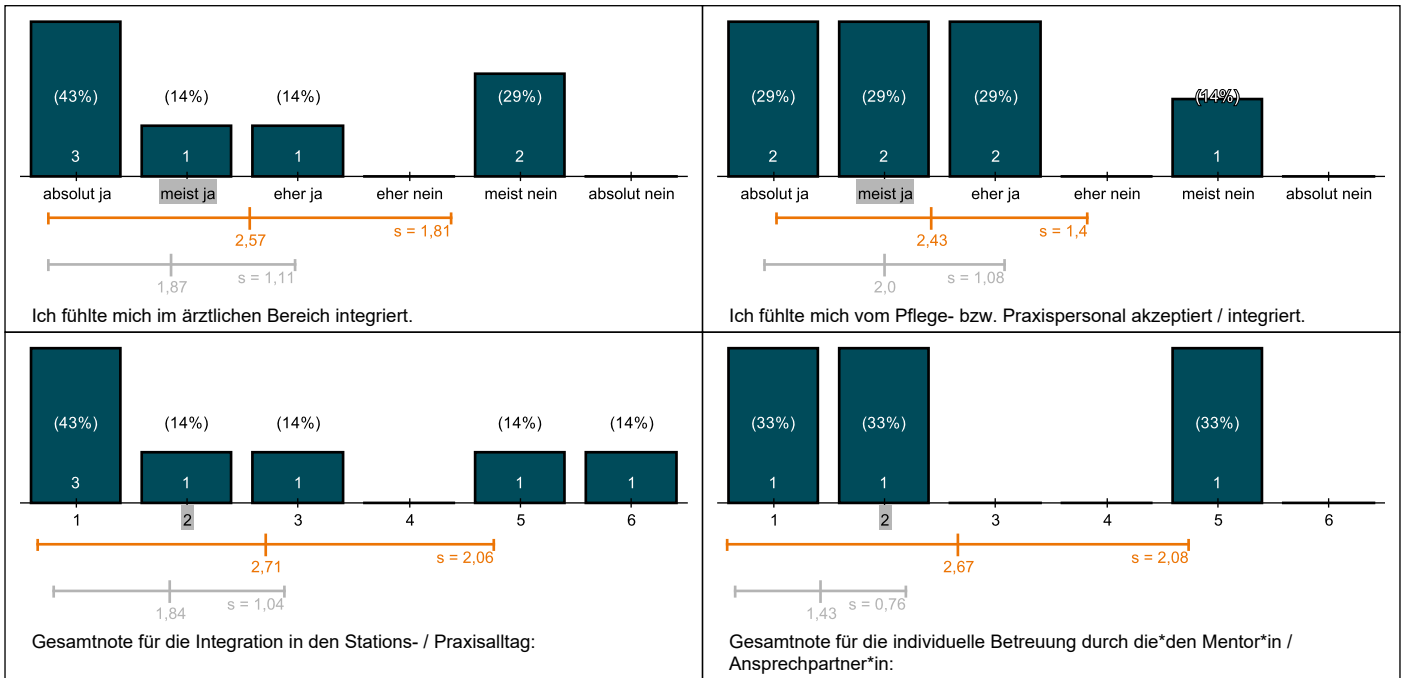 (43%) (14%) (14%) (29%)
3 1 1 2
absolut ja meist ja eher ja eher nein meist nein absolut nein
s = 1,81
2,57
s = 1,11
1,87
Ich fühlte mich im ärztlichen Bereich integriert.
(29%) (29%) (29%) (14%)
2 2 2 1
absolut ja meist ja eher ja eher nein meist nein absolut nein
s = 1,4
2,43
s = 1,08
2,0
Ich fühlte mich vom Pflege- bzw. Praxispersonal akzeptiert / integriert.
(43%) (14%) (14%) (14%) (14%)
3 1 1 1 1
1 2 3 4 5 6
s = 2,06
2,71
s = 1,04
1,84
Gesamtnote für die Integration in den Stations- / Praxisalltag:
(33%) (33%) (33%)
1 1 1
1 2 3 4 5 6
s = 2,08
2,67
s = 0,76
1,43
Gesamtnote für die individuelle Betreuung durch die*den Mentor*in /
Ansprechpartner*in: